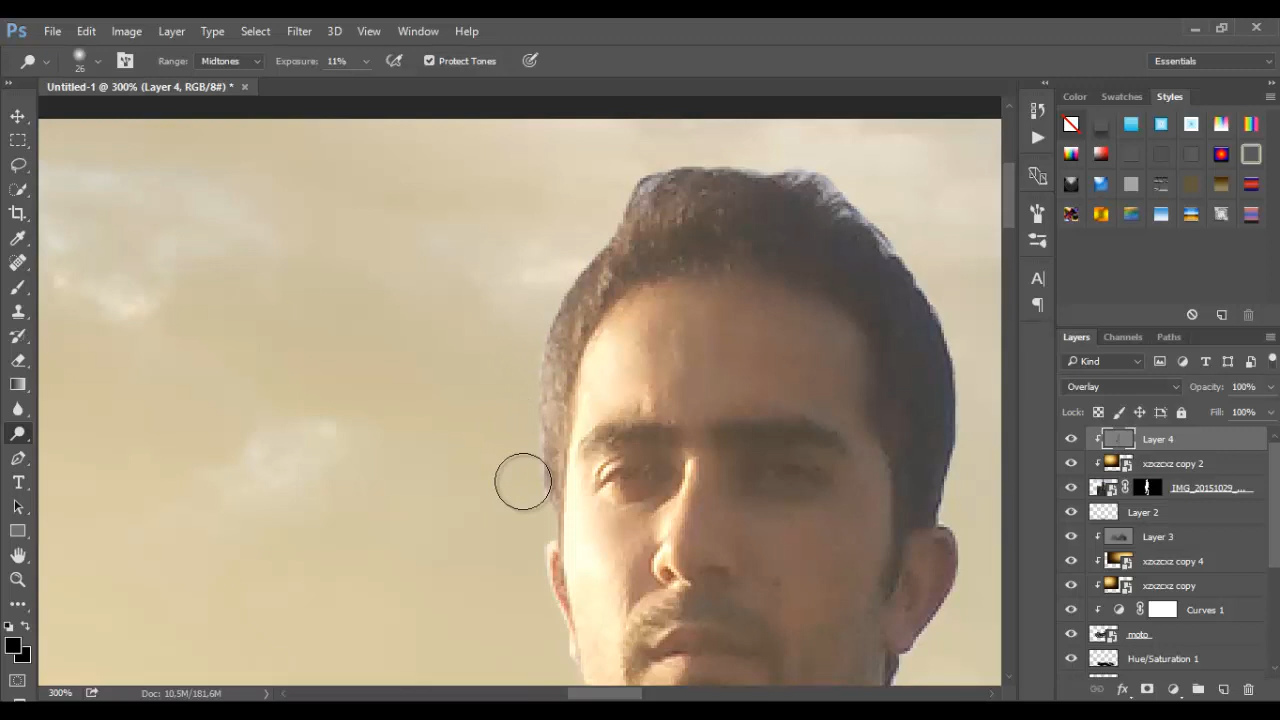 Ps File Edit Image Layer Type Select Filter 3D View Window Help
26 Range: Midtones Exposure: 11% Protect Tones Essentials
Untitled-1 @ 300% (Layer 4, RGB/8#) *
Color Swatches Styles
Layers Channels Paths
Kind
Overlay Opacity: 100%
Lock: Fill: 100%
Layer 4
xzxzcxz copy 2
IMG_20151029_...
Layer 2
Layer 3
xzxzcxz copy 4
xzxzcxz copy
Curves 1
moto
Hue/Saturation 1
300% Doc: 10,5M/181,6M